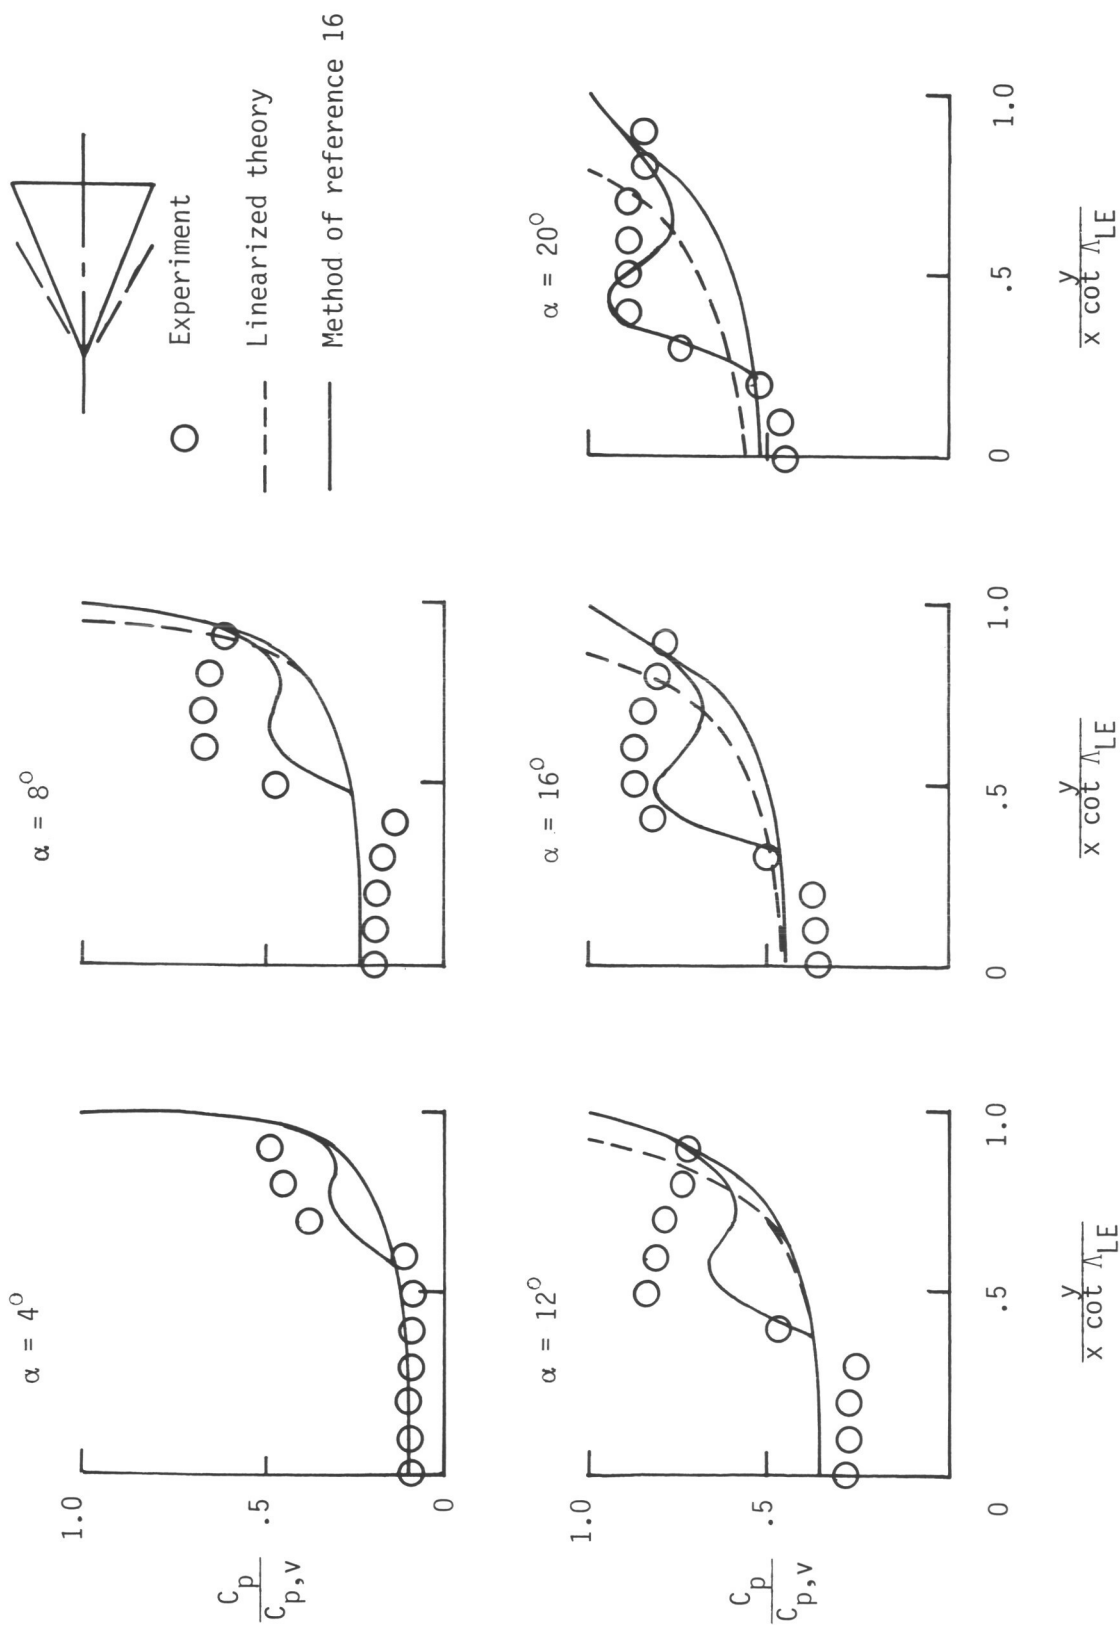 Experiment
Linearized theory
Method of reference 16
α = 4°
α = 8°
1.0
.5
0
C_p
C_p,v
α = 12°
α = 16°
α = 20°
1.0
.5
C_p
C_p,v
0 .5 1.0
0 .5 1.0
0 .5 1.0
y
x cot Λ_LE
y
x cot Λ_LE
y
x cot Λ_LE